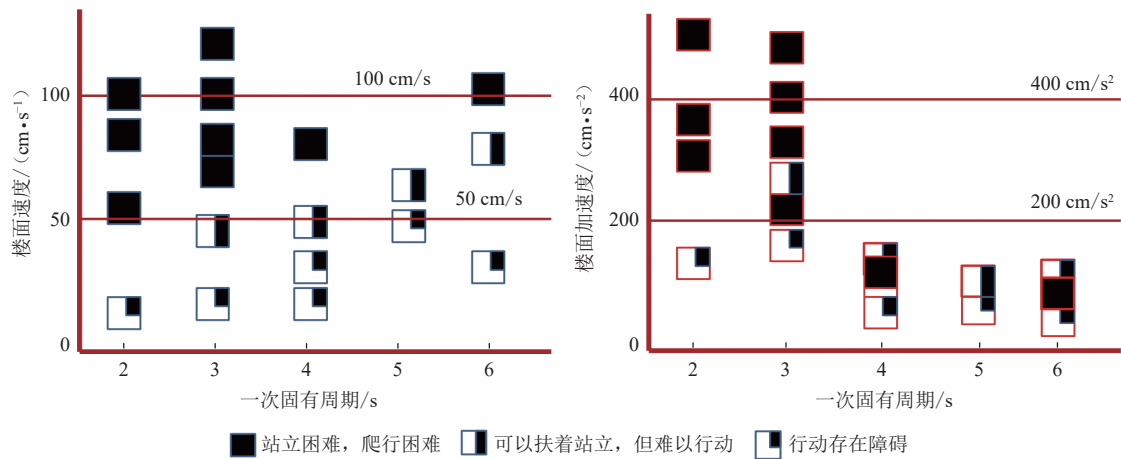 楼面速度/(cm·s⁻¹)
100
50
0
100 cm/s
50 cm/s
2 3 4 5 6
一次固有周期/s
楼面加速度/(cm·s⁻²)
400
200
0
400 cm/s²
200 cm/s²
2 3 4 5 6
一次固有周期/s
站立困难，爬行困难 可以扶着站立，但难以行动 行动存在障碍